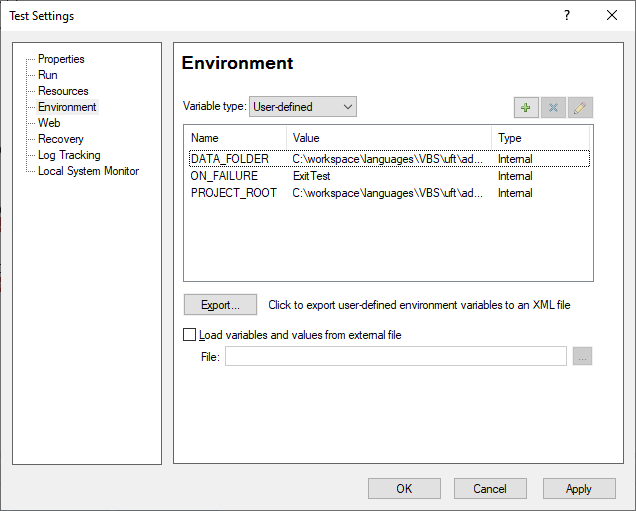 Test Settings ?
Properties
Run
Resources
Environment
Web
Recovery
Log Tracking
Local System Monitor
Environment
Variable type: User-defined
Name Value Type
DATA_FOLDER C:\workspace\languages\VBS\uft\ad... Internal
ON_FAILURE ExitTest Internal
PROJECT_ROOT C:\workspace\languages\VBS\uft\ad... Internal
Export... Click to export user-defined environment variables to an XML file
Load variables and values from external file
File: ...
OK Cancel Apply